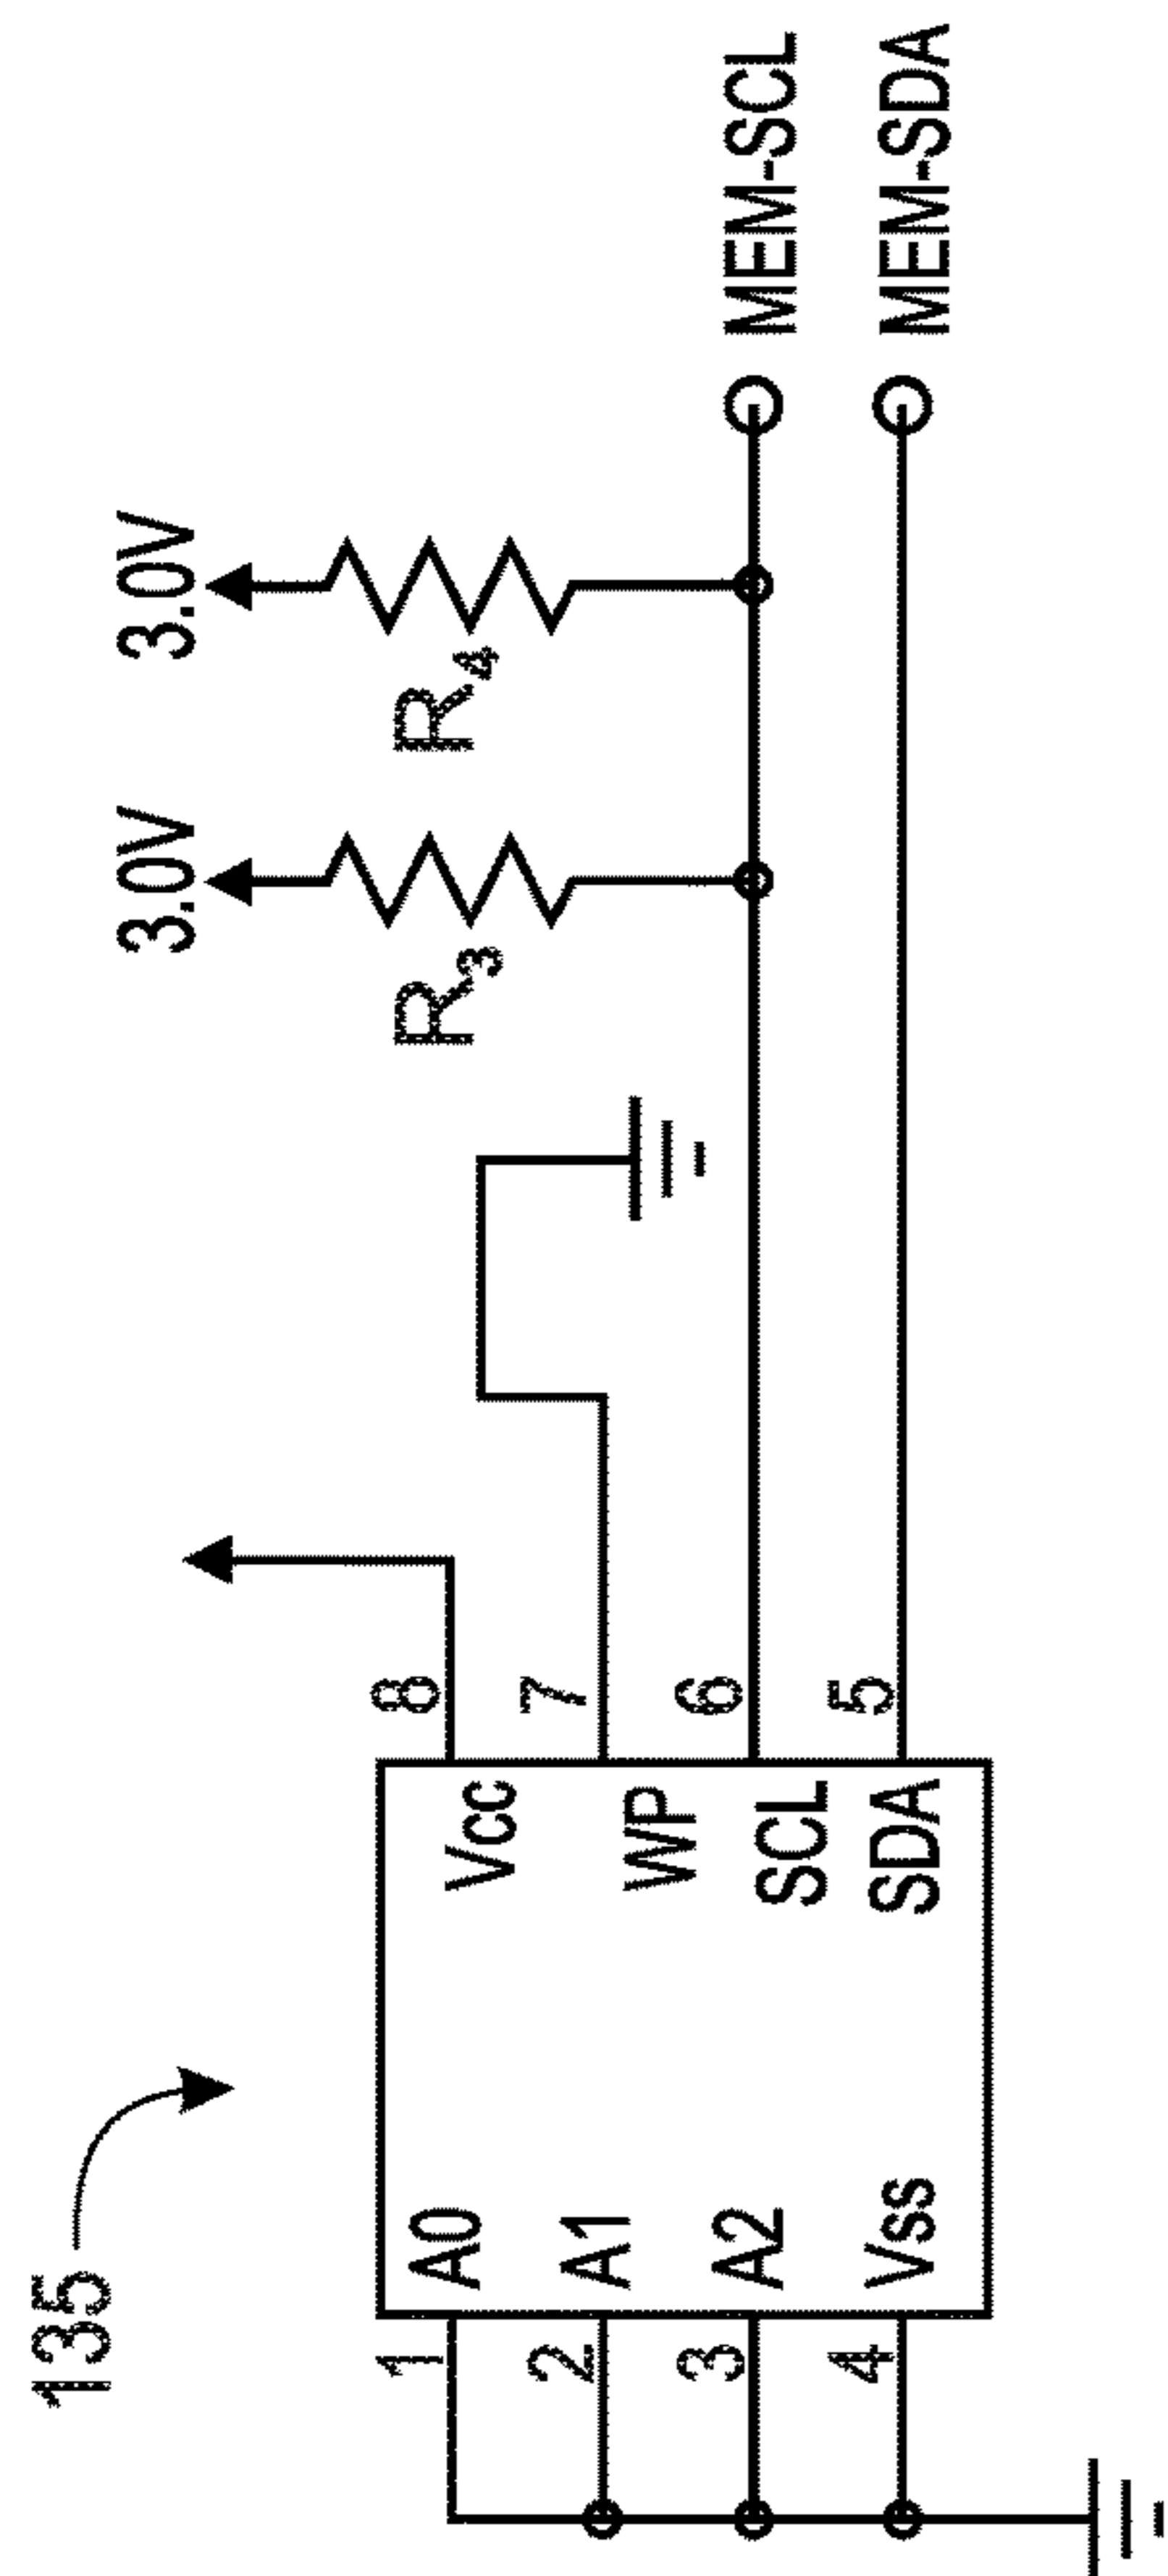 135
3.0V
3.0V
R3
R4
1 A0
2 A1
3 A2
4 Vss
Vcc 8
WP 7
SCL 6
SDA 5
MEM-SCL
MEM-SDA